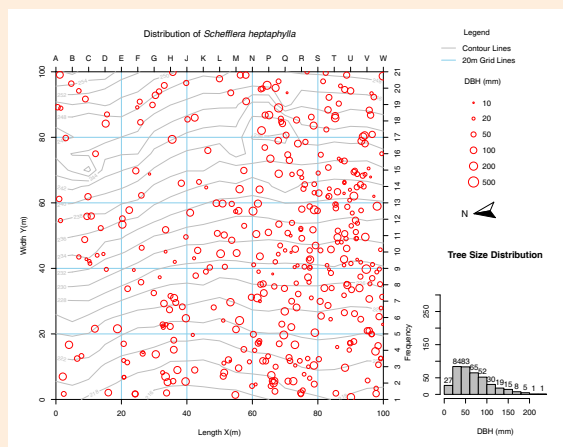 Distribution of Schefflera heptaphylla
A B C D E F G H J K L M N O P Q R S T U V W
100
80
60
40
20
0
Width Y(m)
21
20
19
18
17
16
15
14
13
12
11
10
9
8
7
6
5
4
3
2
1
0 20 40 60 80 100
Length X(m)
Legend
Contour Lines
20m Grid Lines
DBH (mm)
10
20
50
100
200
500
N
Tree Size Distribution
Frequency
250
150
50
0
27 84 83 65 52 30 19 15 8 5 1 1
0 50 100 200
DBH (mm)